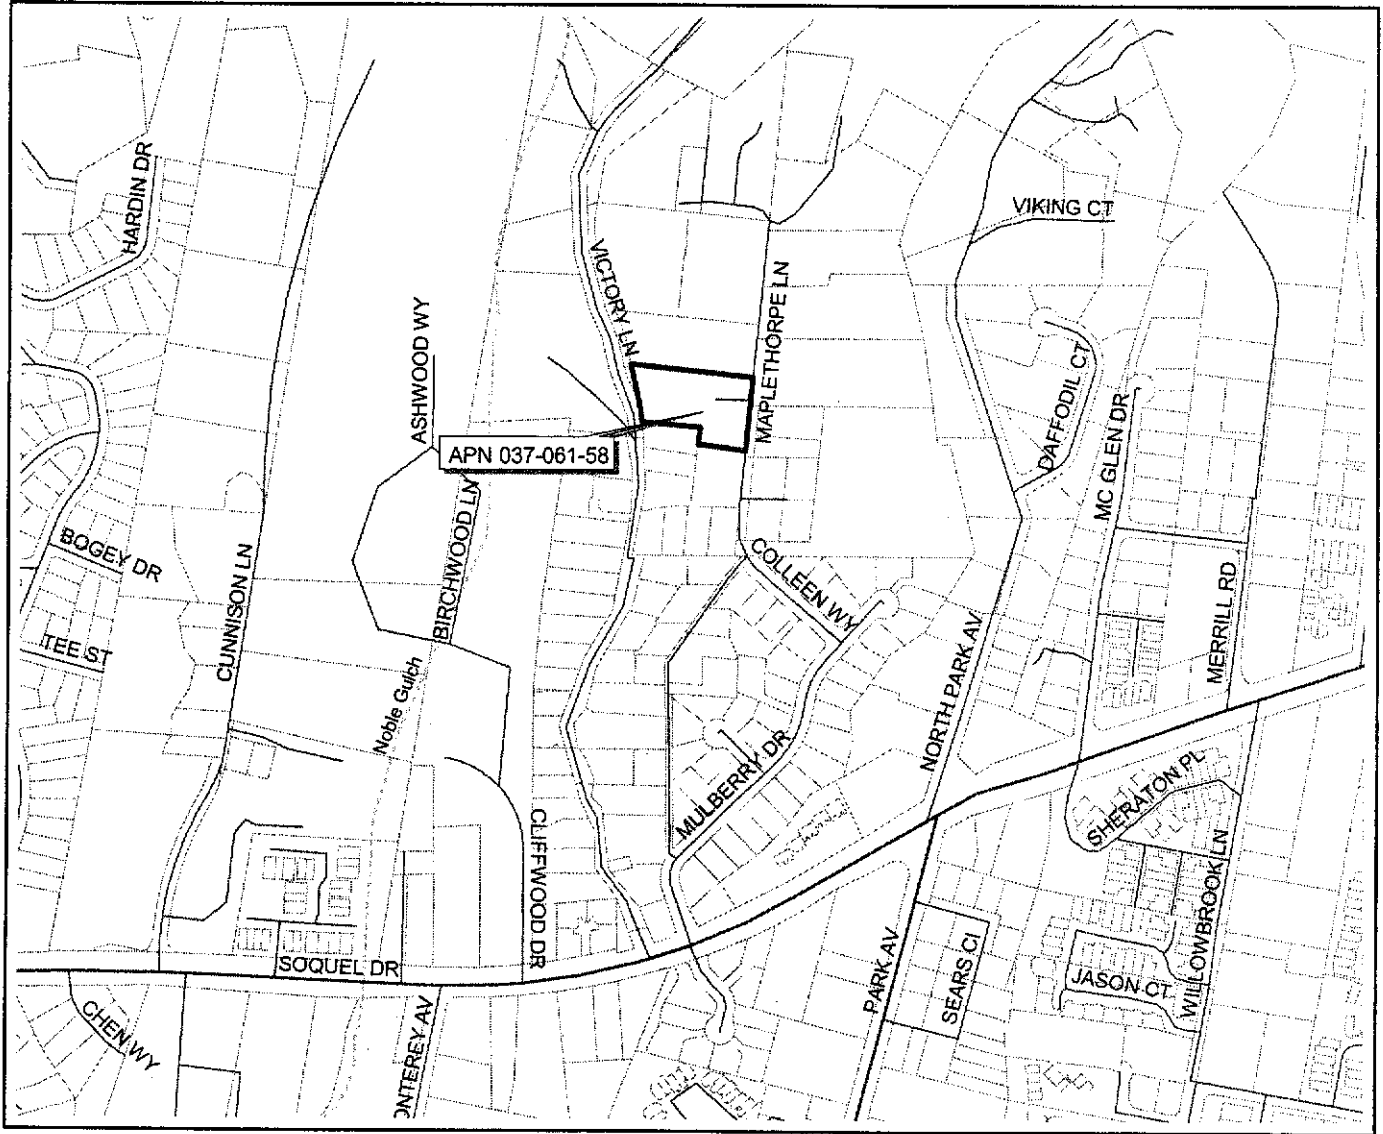 HARDIN DR
VIKING CT
VICTORY LN
MAPLETHORPE LN
ASHWOOD WY
DAFFODIL CT
MC GLEN DR
APN 037-061-58
BIRCHWOOD LN
BOGEY DR
CUNNISON LN
COLLEEN WY
MERRILL RD
TEE ST
NORTH PARK AV
Noble Gulch
MULBERRY DR
SHERATON PL
CLIFFWOOD DR
WILLOWBROOK LN
SOQUEL DR
PARK AV
SEARS CI
JASON CT
CHEN WY
ONTEREY AV